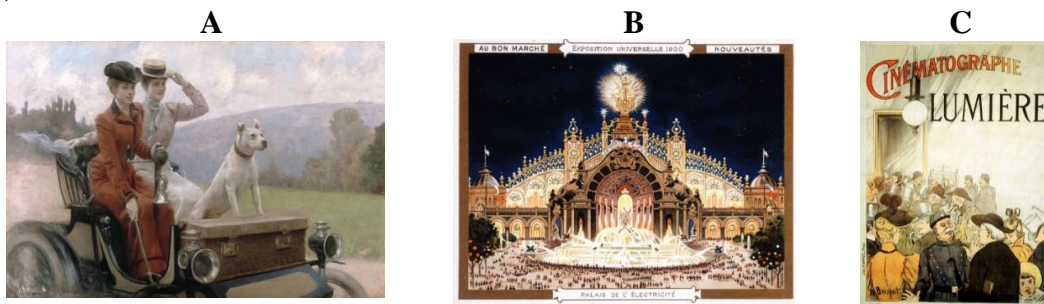 A
B
C
AU BON MARCHÉ
EXPOSITION UNIVERSELLE 1900
NOUVEAUTÉS
PALAIS DE L'ÉLECTRICITÉ
CINÉMATOGRAPHE
LUMIÈRE